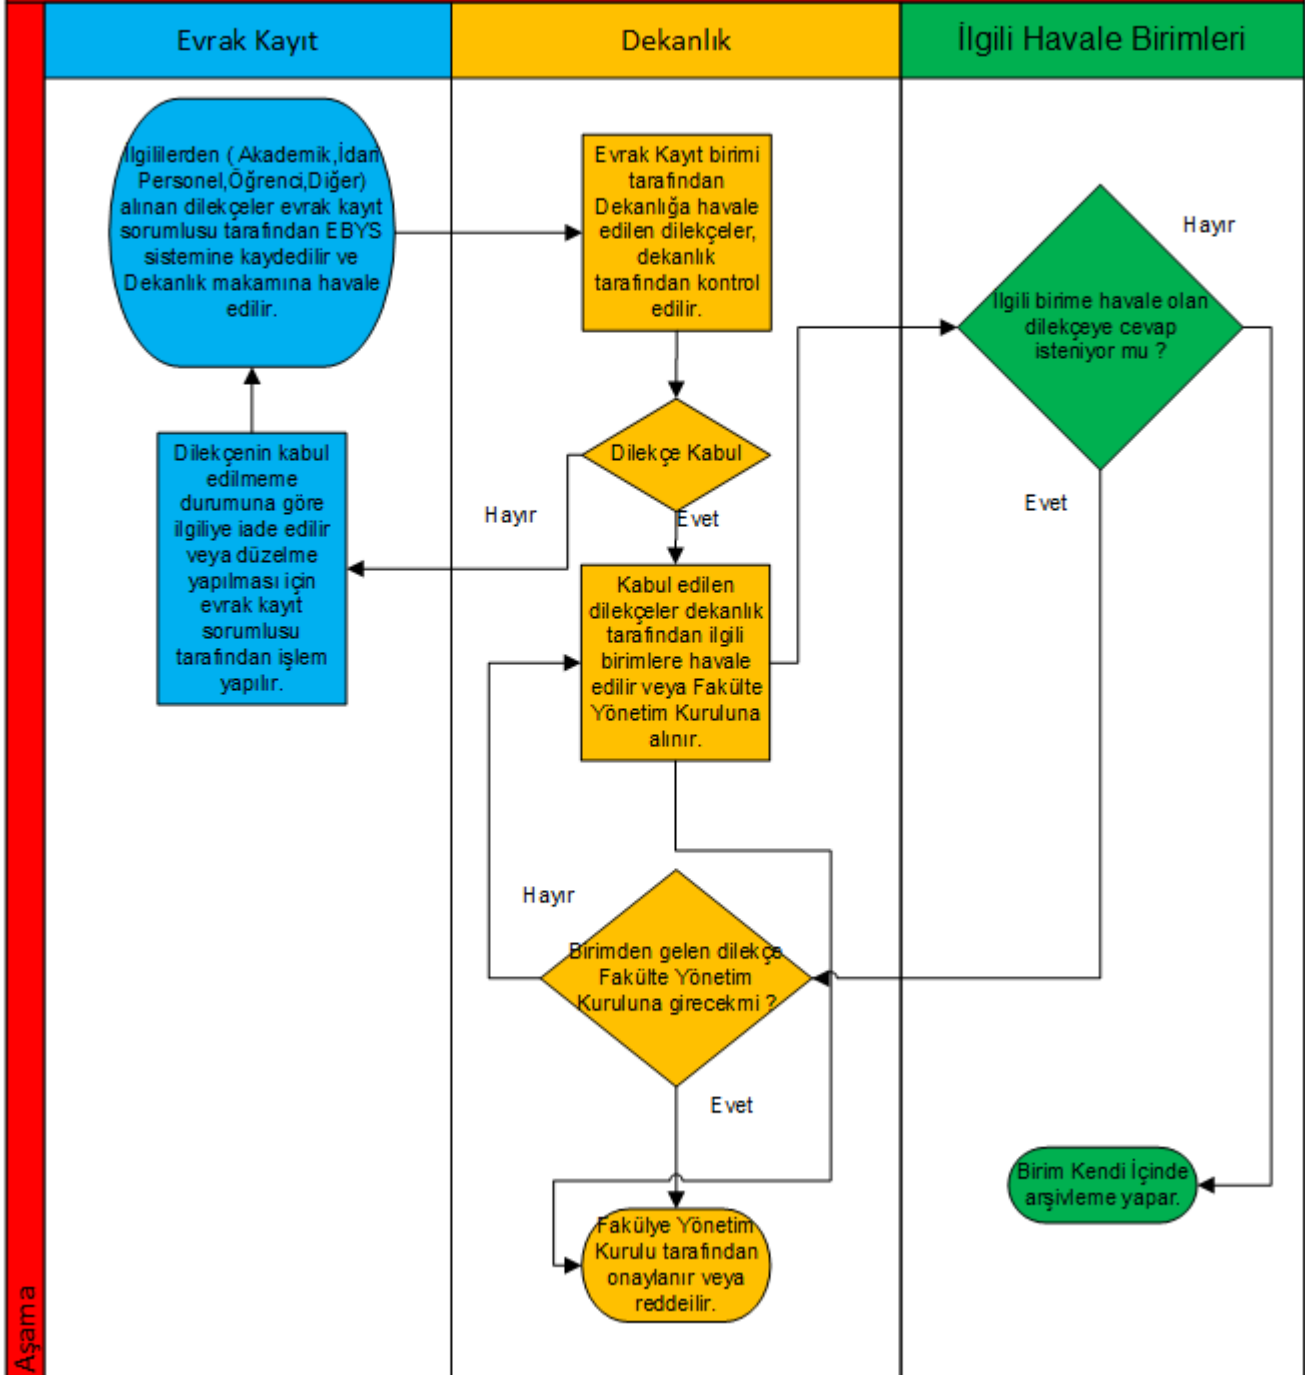 Evrak Kayıt
Dekanlık
İlgili Havale Birimleri
İlgililerden ( Akademik,İdari
Personel,Öğrenci,Diğer)
alınan dilekçeler evrak kayıt
sorumlusu tarafından EBYS
sistemine kaydedilir ve
Dekanlık makamına havale
edilir.
Evrak Kayıt birimi
tarafından
Dekanlığa havale
edilen dilekçeler,
dekanlık
tarafından kontrol
edilir.
Hayır
İlgili birime havale olan
dilekçeye cevap
isteniyor mu ?
Dilekçe Kabul
Dilekçenin kabul
edilmeme
durumuna göre
ilgiliye iade edilir
veya düzelme
yapılması için
evrak kayıt
sorumlusu
tarafından işlem
yapılır.
Hayır
Evet
Evet
Kabul edilen
dilekçeler dekanlık
tarafından ilgili
birimlere havale
edilir veya Fakülte
Yönetim Kuruluna
alınır.
Hayır
Birimden gelen dilekçe
Fakülte Yönetim
Kuruluna girecekmi ?
Evet
Birim Kendi İçinde
arşivleme yapar.
Fakülye Yönetim
Kurulu tarafından
onaylanır veya
reddeilir.
Aşama